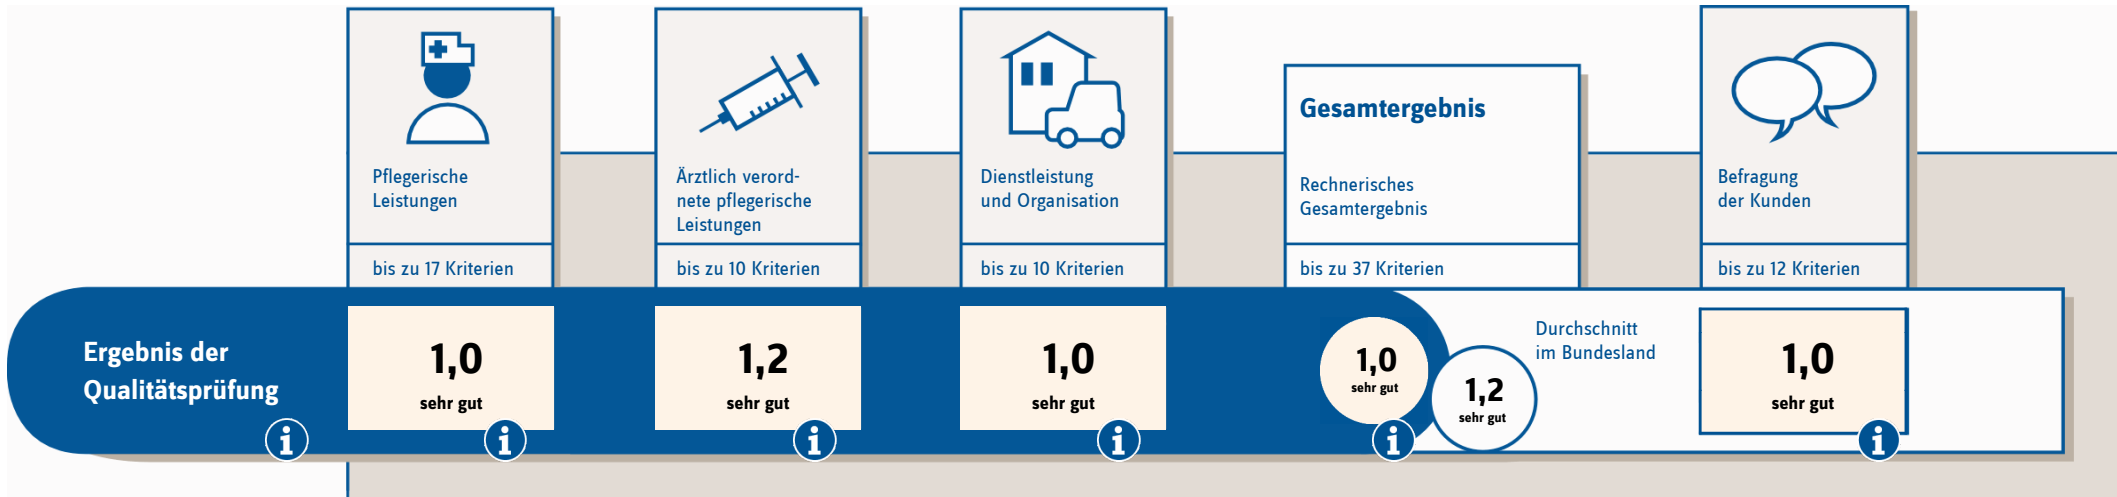 Pflegerische
Leistungen
bis zu 17 Kriterien
Ärztlich verord-
nete pflegerische
Leistungen
bis zu 10 Kriterien
Dienstleistung
und Organisation
bis zu 10 Kriterien
Gesamtergebnis
Rechnerisches
Gesamtergebnis
bis zu 37 Kriterien
Befragung
der Kunden
bis zu 12 Kriterien
Ergebnis der
Qualitätsprüfung
i
1,0
sehr gut
i
1,2
sehr gut
i
1,0
sehr gut
i
1,0
sehr gut
i
1,2
sehr gut
Durchschnitt
im Bundesland
1,0
sehr gut
i